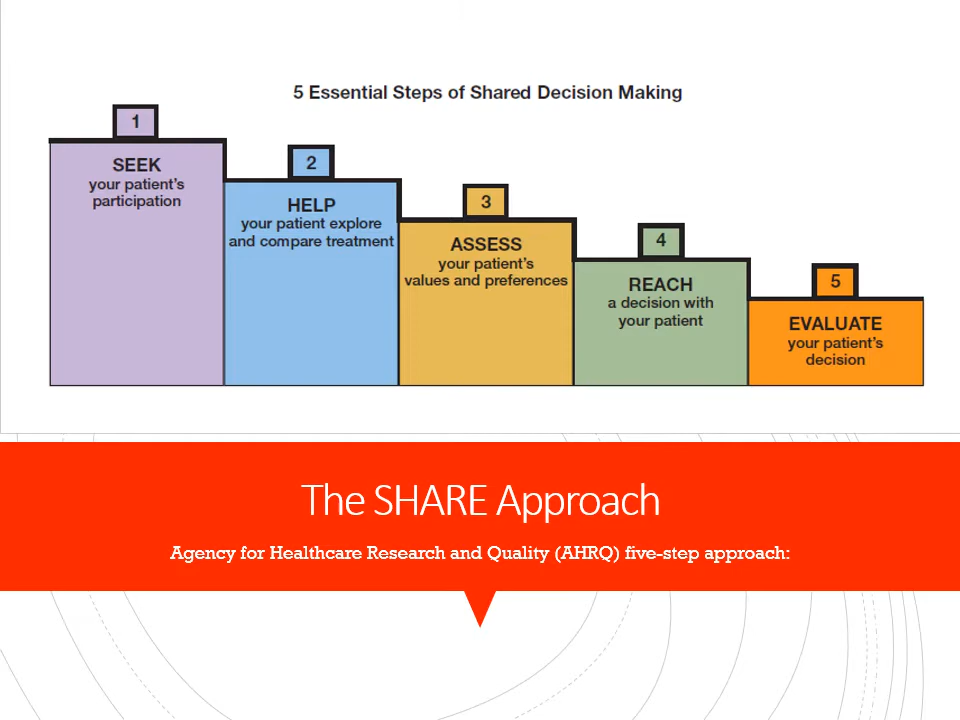 5 Essential Steps of Shared Decision Making
1
SEEK
your patient's
participation
2
HELP
your patient explore
and compare treatment
3
ASSESS
your patient's
values and preferences
4
REACH
a decision with
your patient
5
EVALUATE
your patient's
decision
The SHARE Approach
Agency for Healthcare Research and Quality (AHRQ) five-step approach: